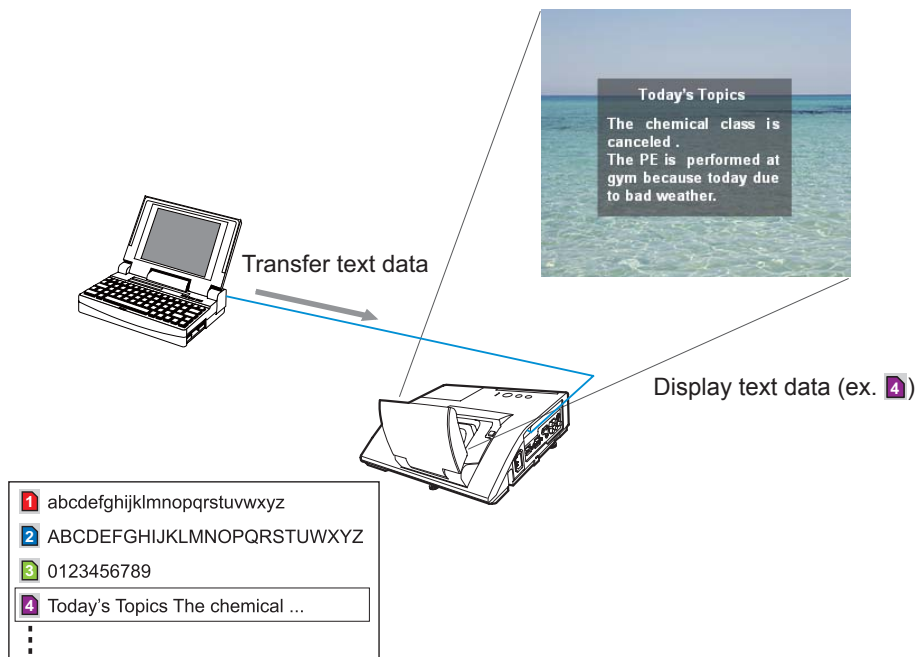 Today's Topics
The chemical class is
canceled .
The PE is performed at
gym because today due
to bad weather.
Transfer text data
Display text data (ex. 4)
1 abcdefghijklmnopqrstuvwxyz
2 ABCDEFGHIJKLMNOPQRSTUWXYZ
3 0123456789
4 Today's Topics The chemical ...